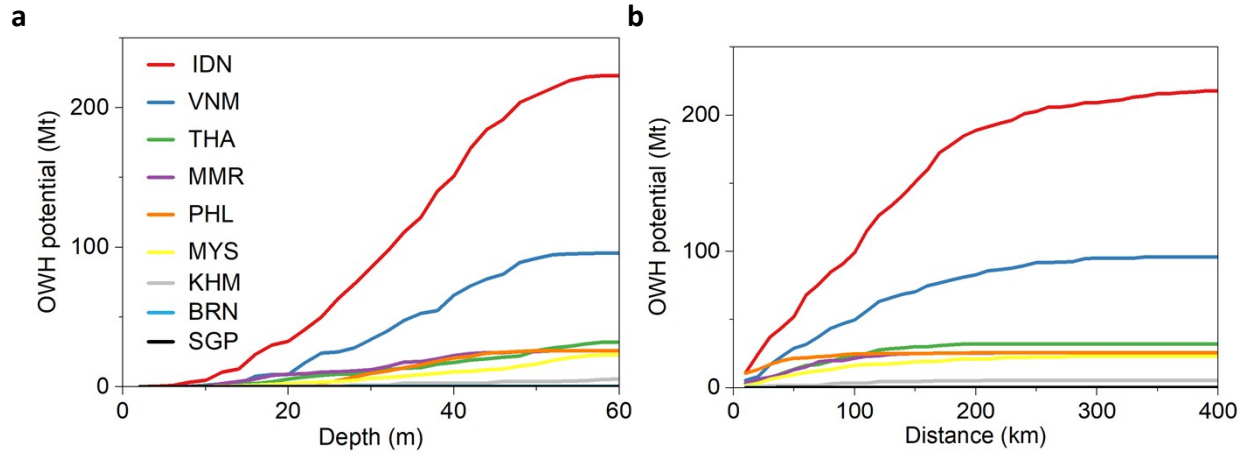 a
OWH potential (Mt)
200
100
0
IDN
VNM
THA
MMR
PHL
MYS
KHM
BRN
SGP
0 20 40 60
Depth (m)
b
OWH potential (Mt)
200
100
0
0 100 200 300 400
Distance (km)